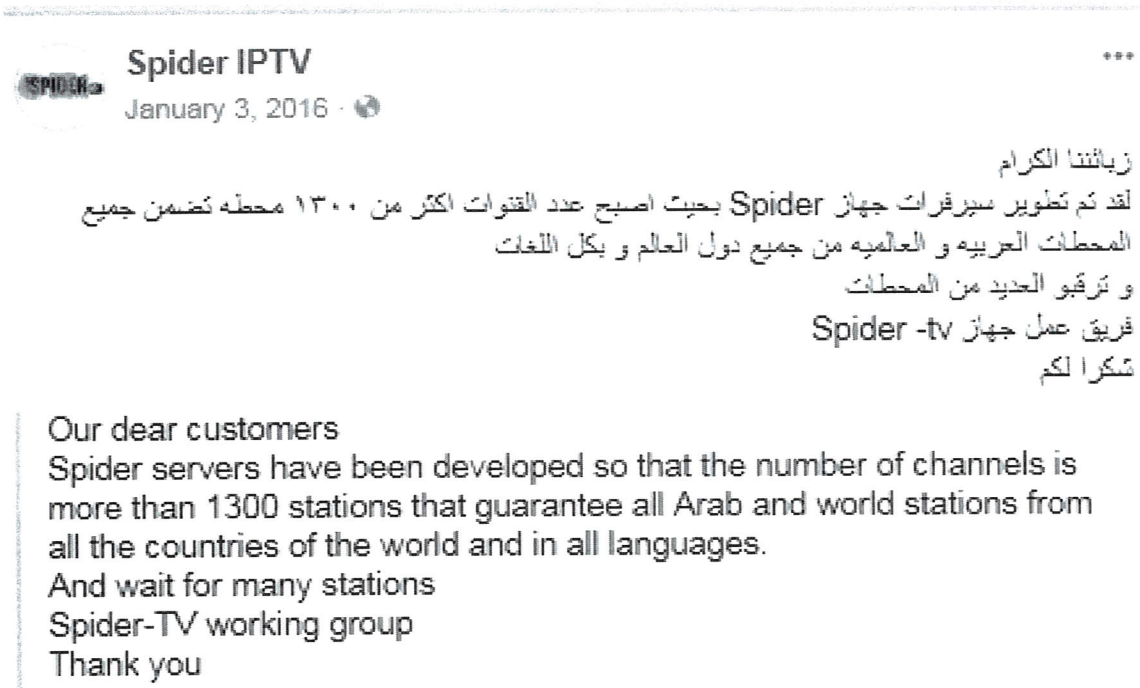 SPIDER
Spider IPTV
January 3, 2016 ·
زبائننا الكرام
لقد تم تطوير سيرفرات جهاز Spider بحيث اصبح عدد القنوات اكثر من ١٣٠٠ محطه تضمن جميع
المحطات العربيه و العالميه من جميع دول العالم و بكل اللغات
و ترقبو العديد من المحطات
فريق عمل جهاز Spider -tv
شكرا لكم
Our dear customers
Spider servers have been developed so that the number of channels is
more than 1300 stations that guarantee all Arab and world stations from
all the countries of the world and in all languages.
And wait for many stations
Spider-TV working group
Thank you